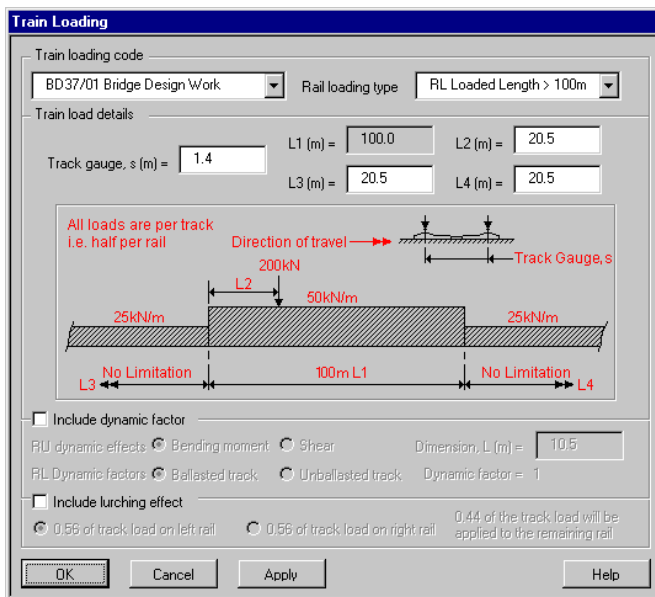 Train Loading
Train loading code
BD37/01 Bridge Design Work
Rail loading type
RL Loaded Length > 100m
Train load details
Track gauge, s (m) = 1.4
L1 (m) = 100.0
L2 (m) = 20.5
L3 (m) = 20.5
L4 (m) = 20.5
All loads are per track
i.e. half per rail
Direction of travel
Track Gauge, s
200kN
L2
50kN/m
25kN/m
25kN/m
No Limitation
100m L1
No Limitation
L3
L4
Include dynamic factor
RU dynamic effects Bending moment Shear Dimension, L (m) = 10.5
RL Dynamic factors Ballasted track Unballasted track Dynamic factor = 1
Include lurching effect
0.56 of track load on left rail 0.56 of track load on right rail
0.44 of the track load will be
applied to the remaining rail
OK Cancel Apply Help